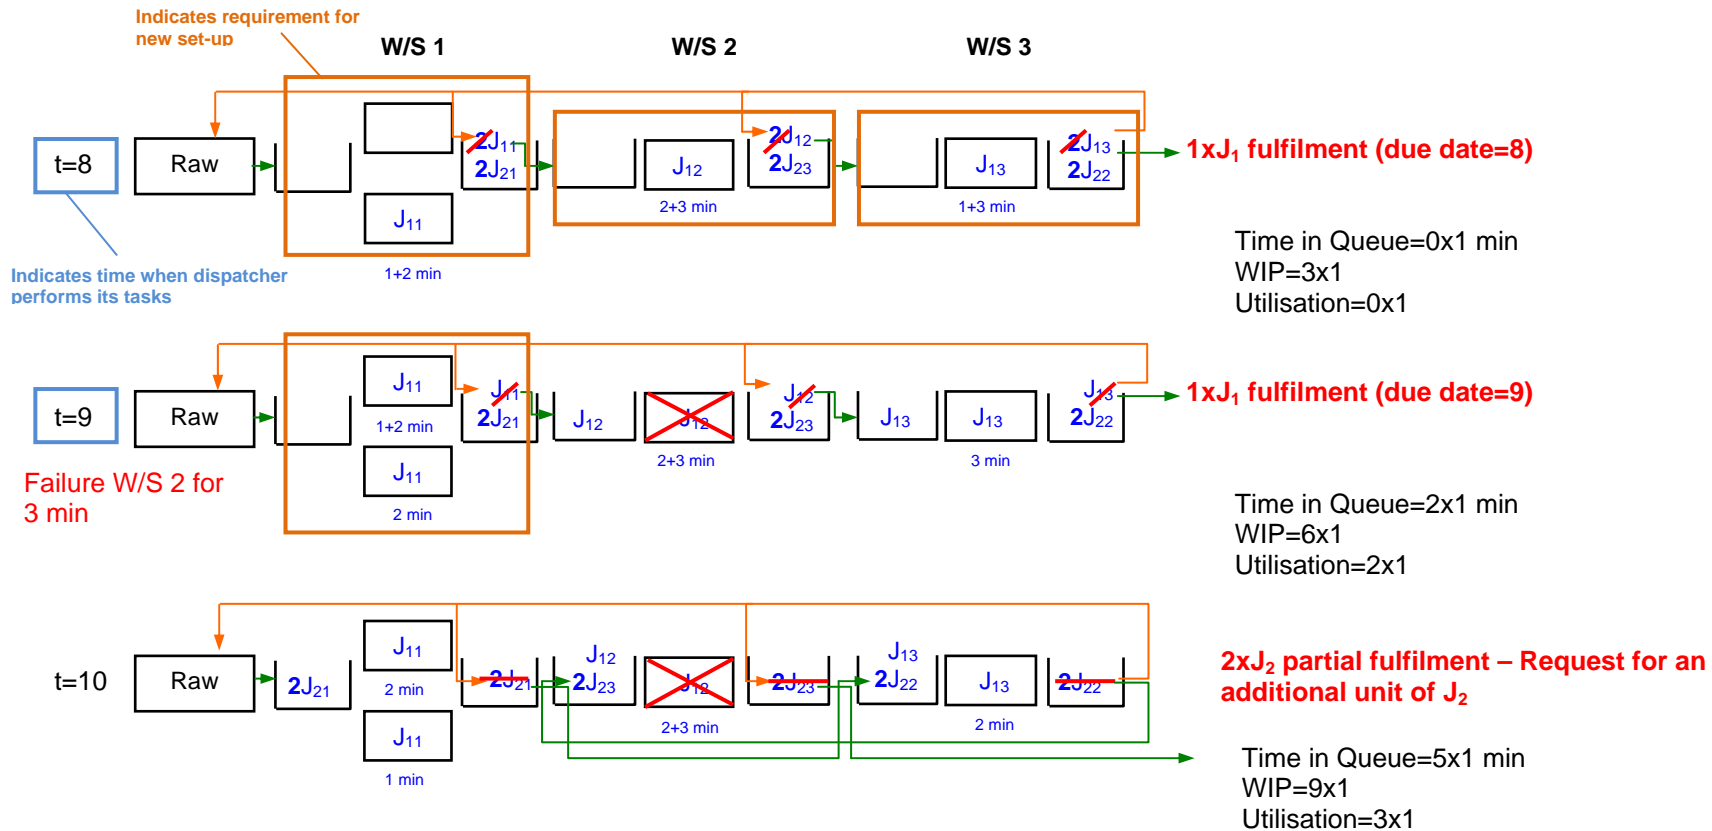 Indicates requirement for
new set-up
W/S 1
W/S 2
W/S 3
t=8
Raw
J11
1+2 min
2J11
2J21
J12
2+3 min
2J12
2J23
J13
1+3 min
2J13
2J22
1xJ1 fulfilment (due date=8)
Time in Queue=0x1 min
WIP=3x1
Utilisation=0x1
Indicates time when dispatcher
performs its tasks
t=9
Raw
J11
1+2 min
J11
2 min
J11
2J21
J12
J12
2+3 min
J12
2J23
J13
J13
3 min
J13
2J22
1xJ1 fulfilment (due date=9)
Failure W/S 2 for
3 min
Time in Queue=2x1 min
WIP=6x1
Utilisation=2x1
t=10
Raw
2J21
J11
2 min
J11
1 min
2J21
J12
2J23
J12
2+3 min
2J23
J13
2J22
J13
2 min
2J22
2xJ2 partial fulfilment – Request for an
additional unit of J2
Time in Queue=5x1 min
WIP=9x1
Utilisation=3x1